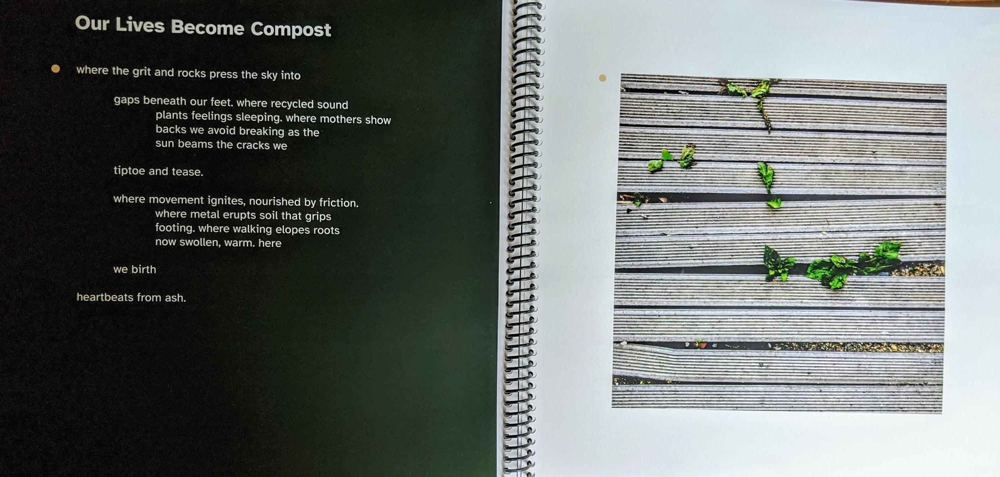 Our Lives Become Compost
where the grit and rocks press the sky into
gaps beneath our feet. where recycled sound
plants feelings sleeping. where mothers show
backs we avoid breaking as the
sun beams the cracks we
tiptoe and tease.
where movement ignites, nourished by friction.
where metal erupts soil that grips
footing. where walking elopes roots
now swollen, warm. here
we birth
heartbeats from ash.